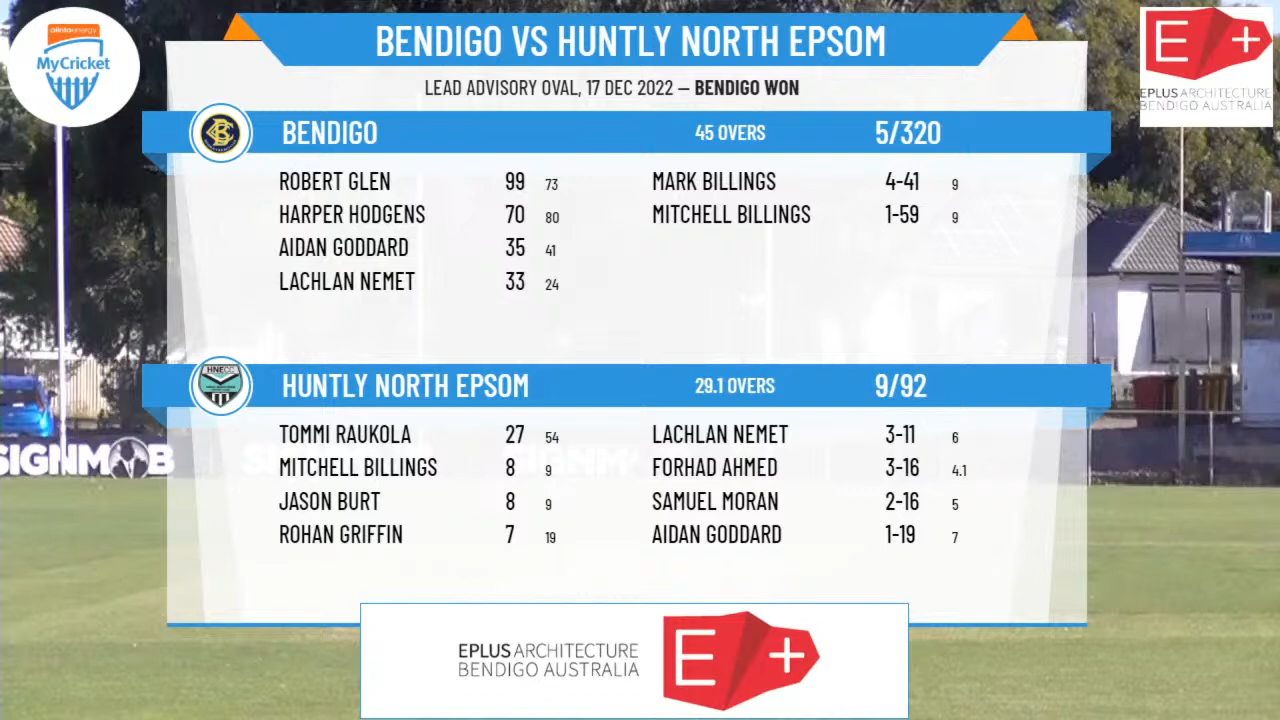 alintaenergy
MyCricket
BENDIGO VS HUNTLY NORTH EPSOM
LEAD ADVISORY OVAL, 17 DEC 2022 – BENDIGO WON
E +
EPLUS ARCHITECTURE
BENDIGO AUSTRALIA
BENDIGO 45 OVERS 5/320
ROBERT GLEN 99 73 MARK BILLINGS 4-41 9
HARPER HODGENS 70 80 MITCHELL BILLINGS 1-59 9
AIDAN GODDARD 35 41
LACHLAN NEMET 33 24
HNECC
HUNTLY NORTH EPSOM 29.1 OVERS 9/92
TOMMI RAUKOLA 27 54 LACHLAN NEMET 3-11 6
MITCHELL BILLINGS 8 9 FORHAD AHMED 3-16 4.1
JASON BURT 8 9 SAMUEL MORAN 2-16 5
ROHAN GRIFFIN 7 19 AIDAN GODDARD 1-19 7
SIGNMOB
EPLUS ARCHITECTURE
BENDIGO AUSTRALIA
E +